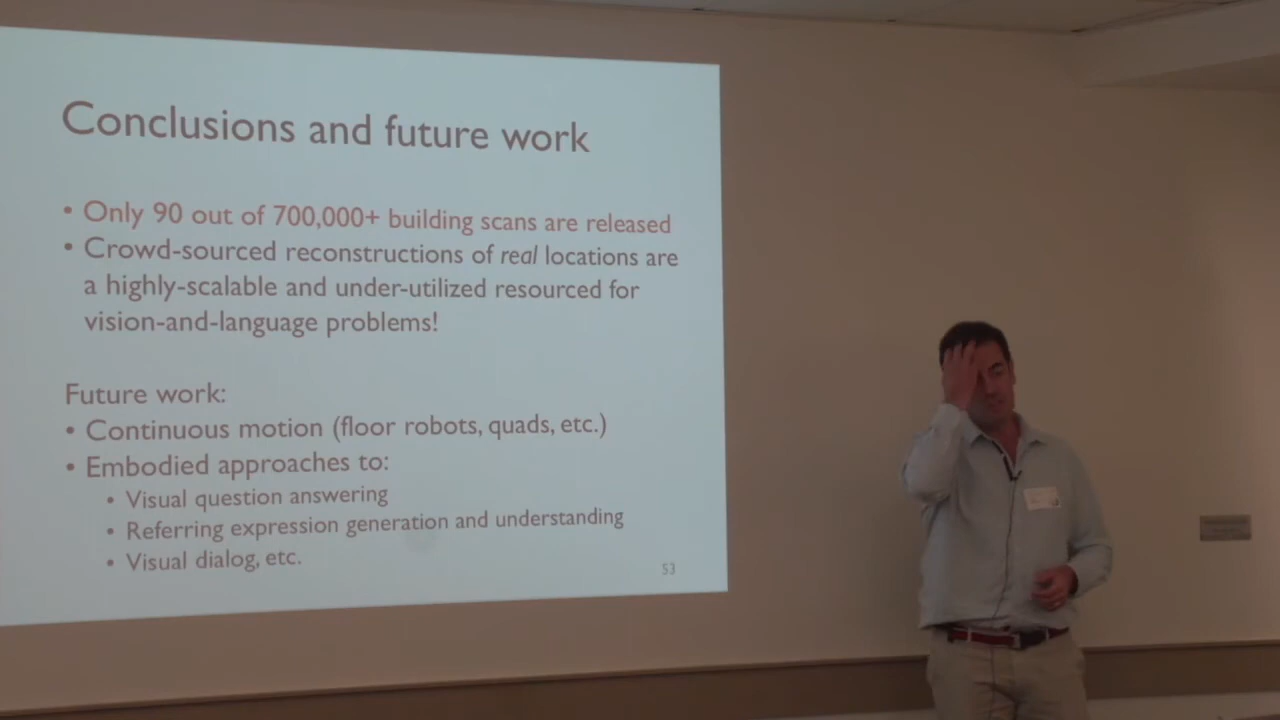 Conclusions and future work
• Only 90 out of 700,000+ building scans are released
• Crowd-sourced reconstructions of real locations are
a highly-scalable and under-utilized resourced for
vision-and-language problems!
Future work:
• Continuous motion (floor robots, quads, etc.)
• Embodied approaches to:
• Visual question answering
• Referring expression generation and understanding
• Visual dialog, etc.
53